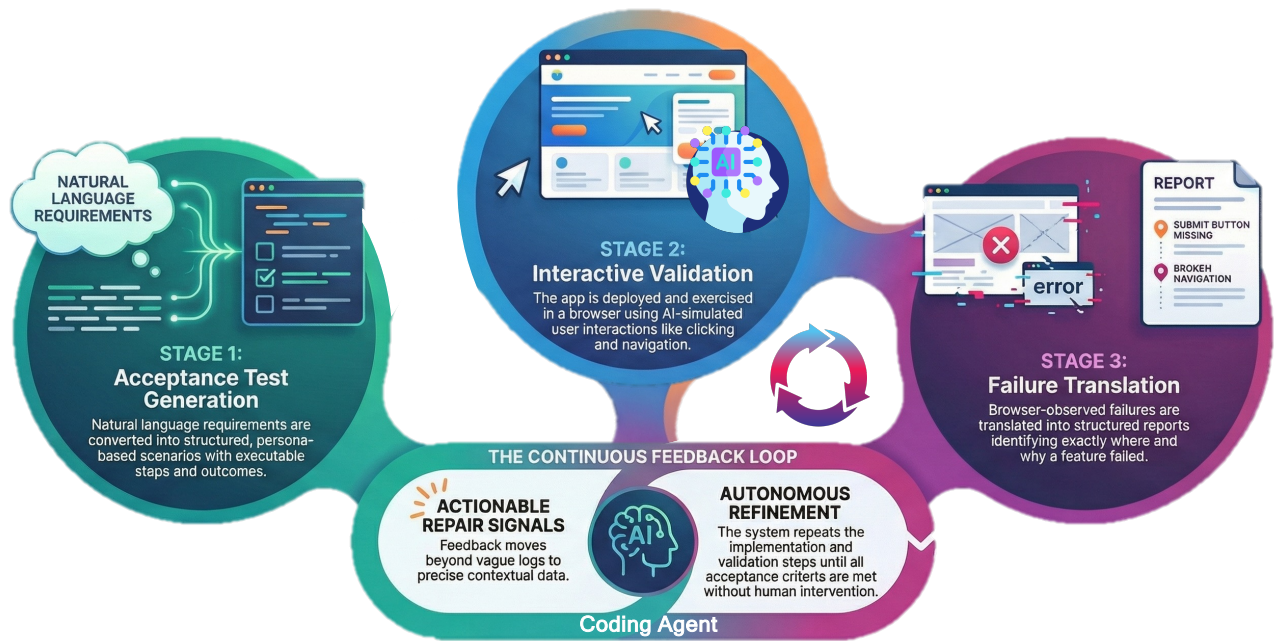 NATURAL
LANGUAGE
REQUIREMENTS
STAGE 1:
Acceptance Test
Generation
Natural language requirements are
converted into structured, persona-
based scenarios with executable
staps and outcomes.
AI
STAGE 2:
Interactive Validation
The app is deployed and exercised
in a browser using AI-simulated
user interactions like clicking
and navigation.
error
REPORT
SUBMIT BUTTON
MISSING
BROKEH
NAVIGATION
STAGE 3:
Failure Translation
Browser-observed failures are
translated into structured reports
identifying exactly where and
why a feature failed.
THE CONTINUOUS FEEDBACK LOOP
ACTIONABLE
REPAIR SIGNALS
Feedback moves
beyond vague logs to
precise contextual data.
AI
AUTONOMOUS
REFINEMENT
The system repeats the
implementation and
validation steps until all
acceptance criterts are met
without human intervention.
Coding Agent